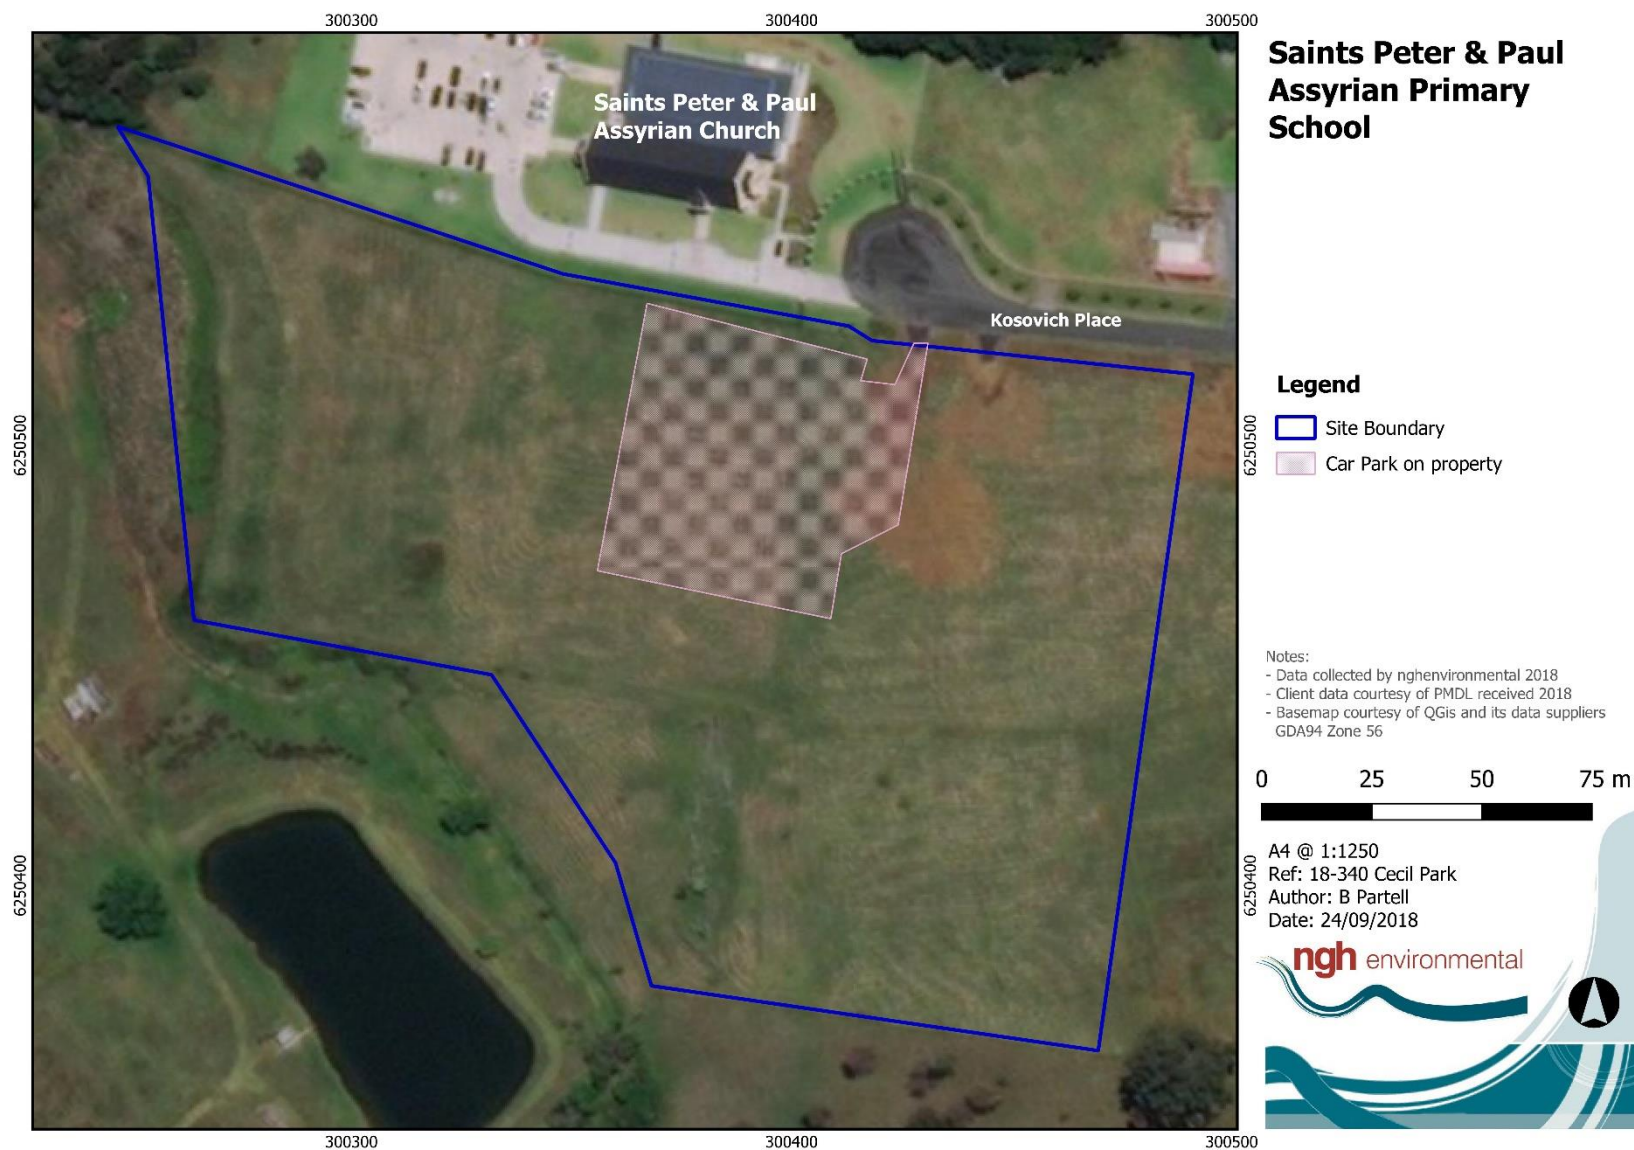 300300
300400
300500
Saints Peter & Paul
Assyrian Primary
School
Saints Peter & Paul
Assyrian Church
Kosovich Place
6250500
6250500
Legend
Site Boundary
Car Park on property
Notes:
- Data collected by nghenvironmental 2018
- Client data courtesy of PMDL received 2018
- Basemap courtesy of QGis and its data suppliers
GDA94 Zone 56
0 25 50 75 m
6250400
6250400
A4 @ 1:1250
Ref: 18-340 Cecil Park
Author: B Partell
Date: 24/09/2018
ngh environmental
300300
300400
300500